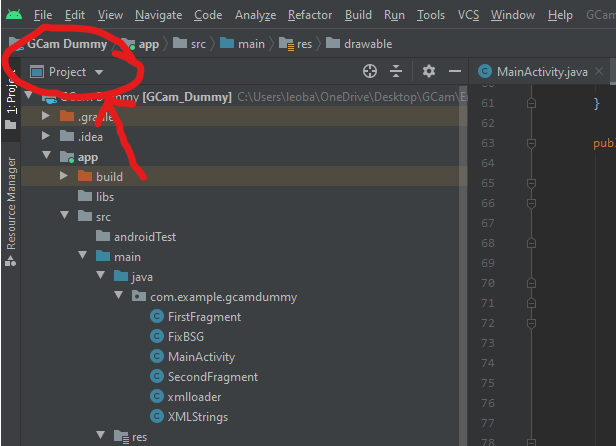 File Edit View Navigate Code Analyze Refactor Build Run Tools VCS Window Help GCam
GCam Dummy app src main res drawable
Project
MainActivity.java
1: Project
Resource Manager
GCam Dummy [GCam_Dummy] C:\Users\leoba\OneDrive\Desktop\GCam\E
.gradle
.idea
app
build
libs
src
androidTest
main
java
com.example.gcamdummy
FirstFragment
FixBSG
MainActivity
SecondFragment
xmlloader
XMLStrings
res
61 }
62
63 pub
64
65
66
67
68
69
70
71
72
73
74
75
76
77
78